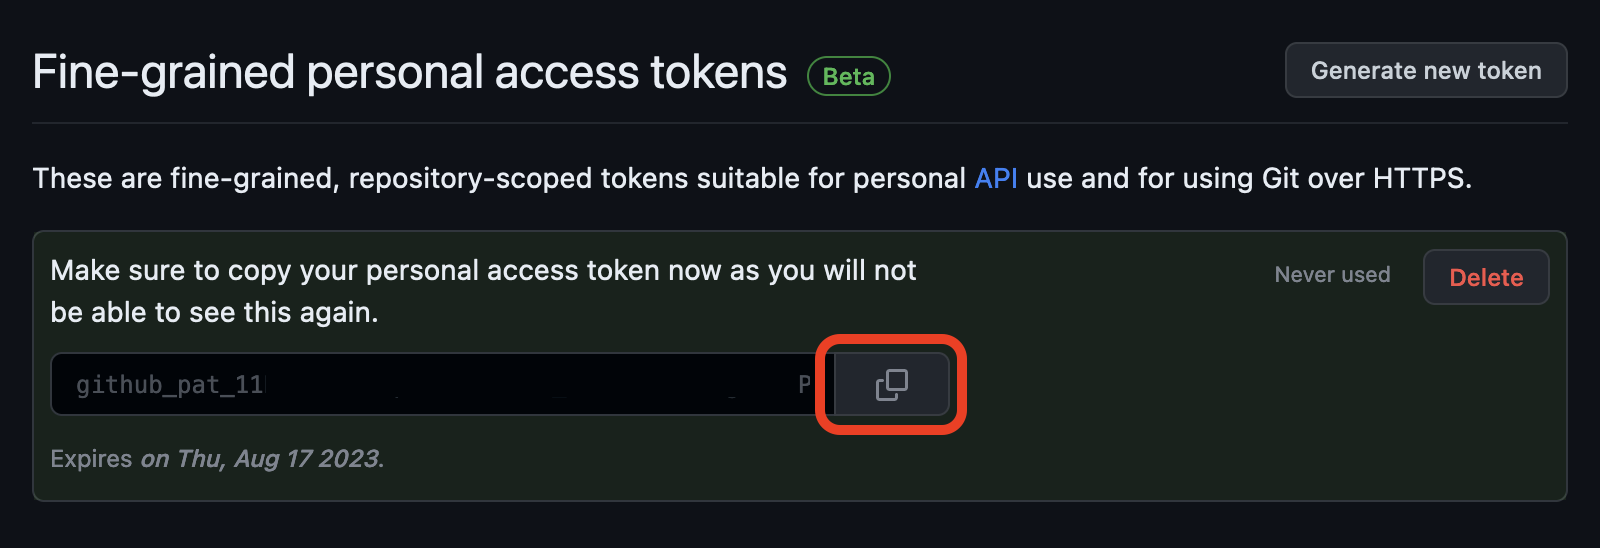 Fine-grained personal access tokens Beta
Generate new token
These are fine-grained, repository-scoped tokens suitable for personal API use and for using Git over HTTPS.
Make sure to copy your personal access token now as you will not
be able to see this again.
Never used
Delete
github_pat_11
P
Expires on Thu, Aug 17 2023.